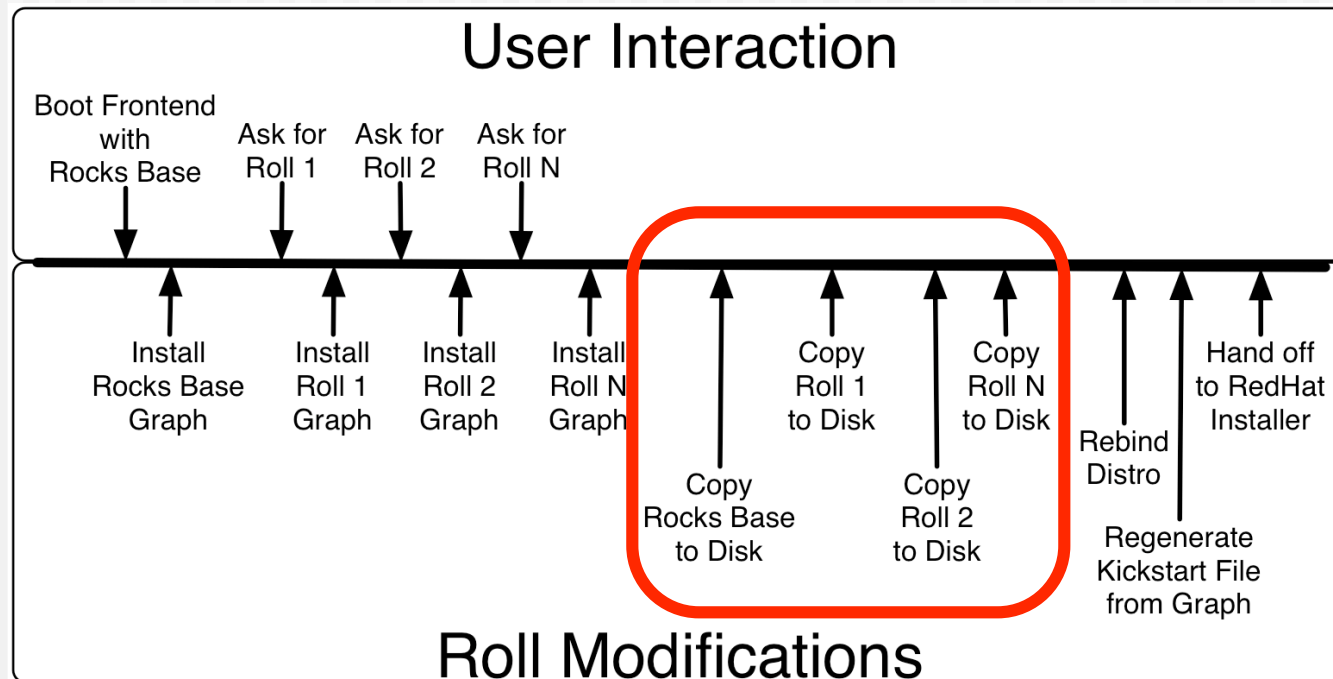 User Interaction
Boot Frontend
with
Rocks Base
Ask for
Roll 1
Ask for
Roll 2
Ask for
Roll N
Install
Rocks Base
Graph
Install
Roll 1
Graph
Install
Roll 2
Graph
Install
Roll N
Graph
Copy
Rocks Base
to Disk
Copy
Roll 1
to Disk
Copy
Roll 2
to Disk
Copy
Roll N
to Disk
Rebind
Distro
Regenerate
Kickstart File
from Graph
Hand off
to RedHat
Installer
Roll Modifications